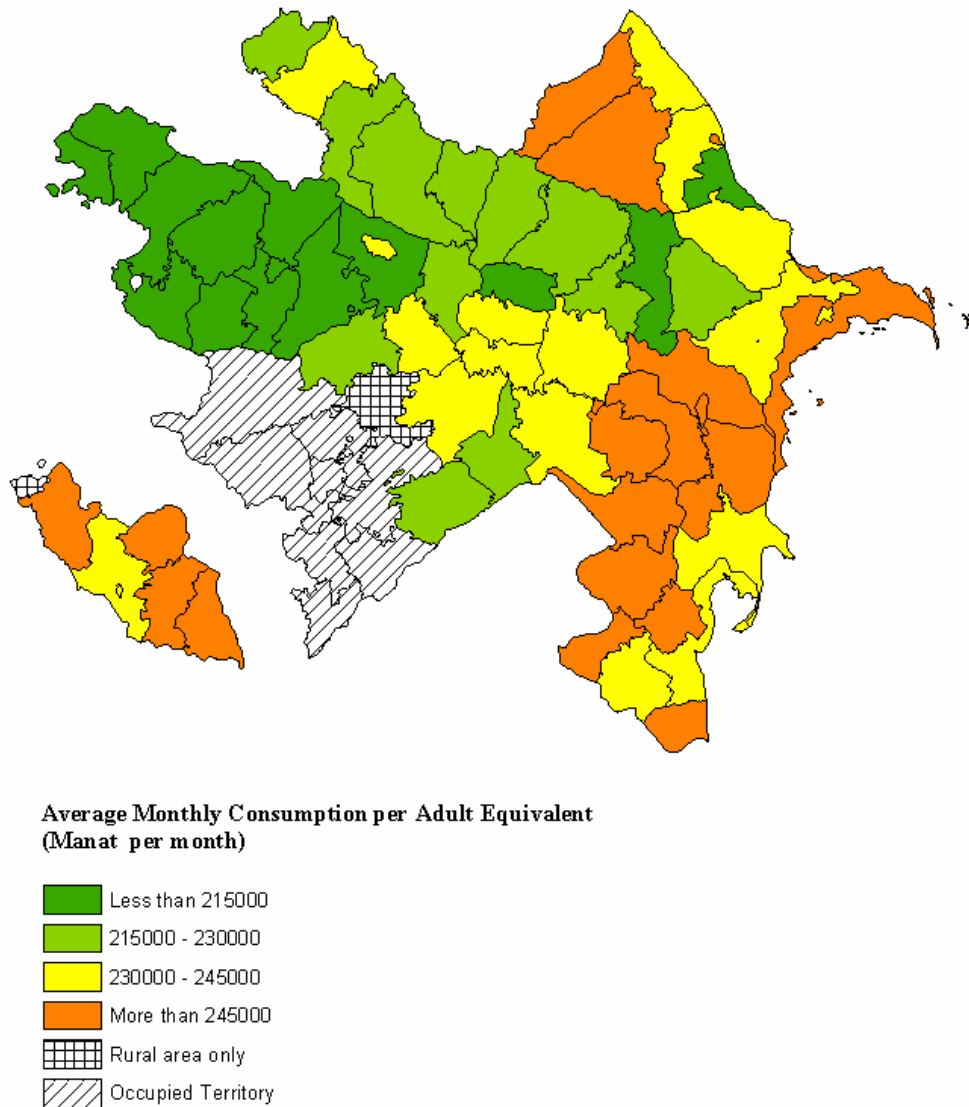 Average Monthly Consumption per Adult Equivalent
(Manat per month)
Less than 215000
215000 - 230000
230000 - 245000
More than 245000
Rural area only
Occupied Territory